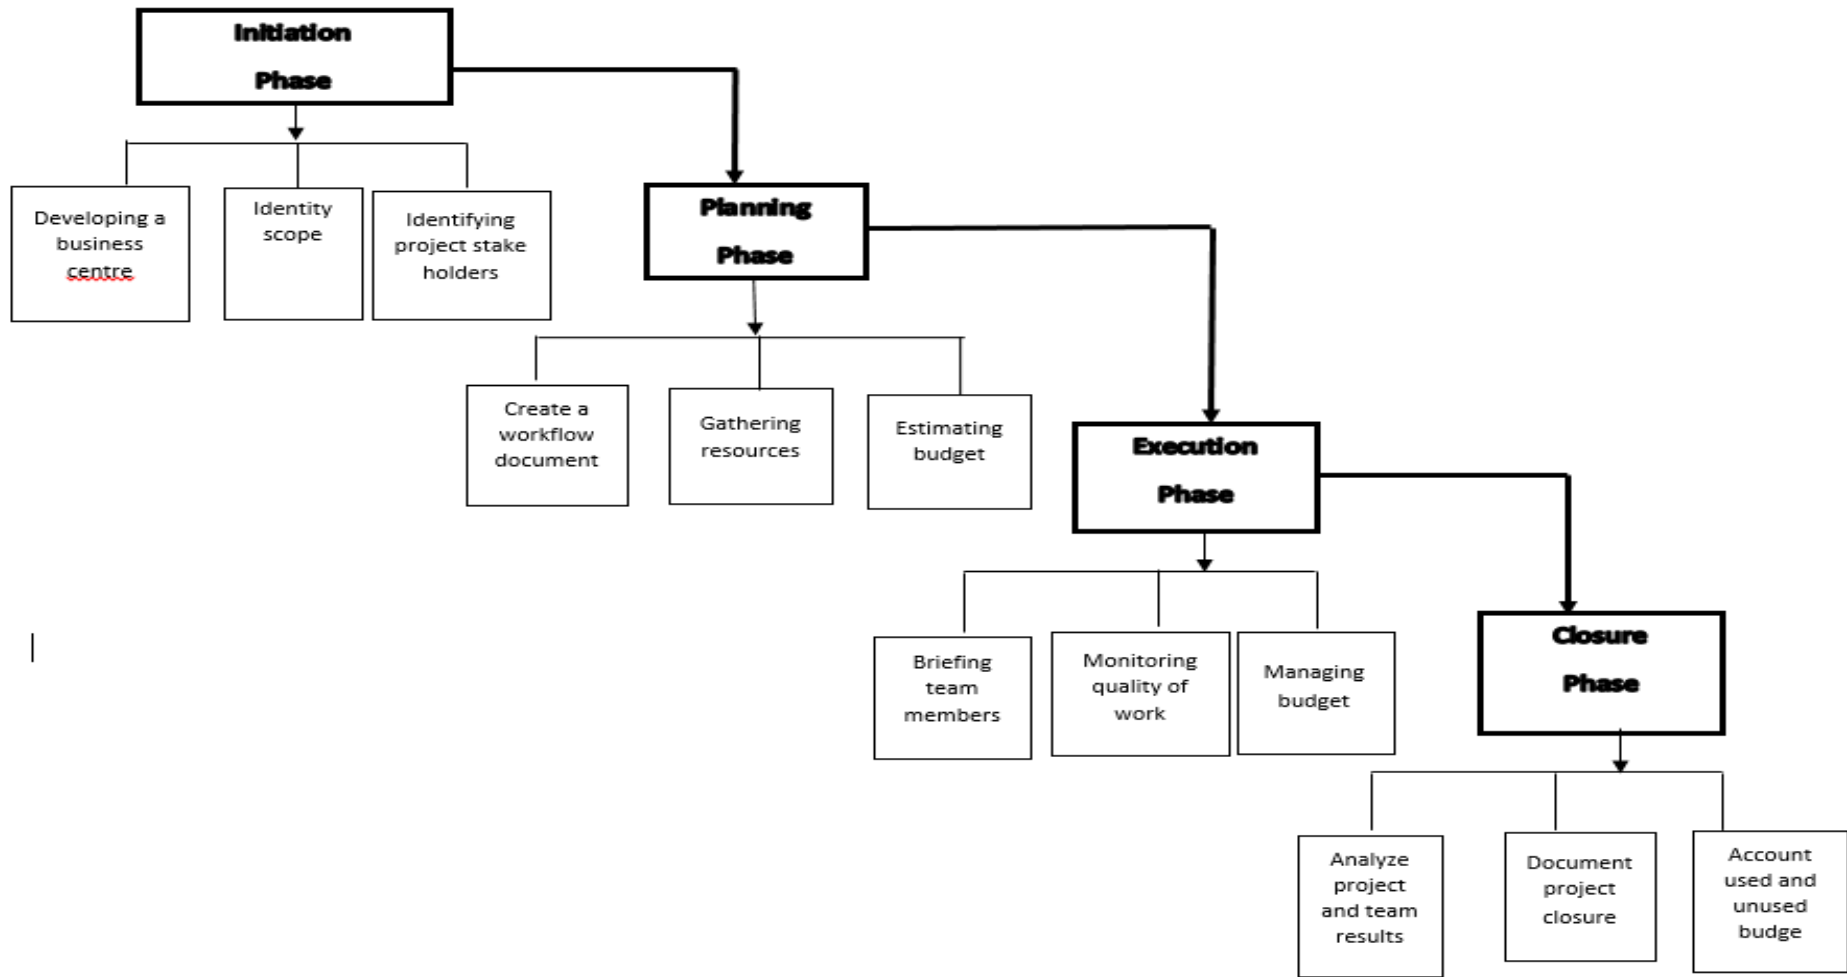 Initiation
Phase
Developing a
business
centre
Identity
scope
Identifying
project stake
holders
Planning
Phase
Create a
workflow
document
Gathering
resources
Estimating
budget
Execution
Phase
Briefing
team
members
Monitoring
quality of
work
Managing
budget
Closure
Phase
Analyze
project
and team
results
Document
project
closure
Account
used and
unused
budge